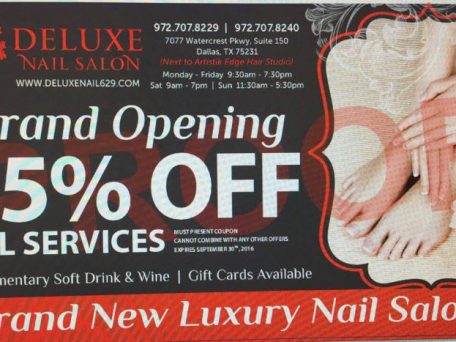 DELUXE
NAIL SALON
WWW.DELUXENAIL629.COM
972.707.8229 | 972.707.8240
7077 Watercrest Pkwy, Suite 150
Dallas, TX 75231
(Next to Artistik Edge Hair Studio)
Monday - Friday 9:30am - 7:30pm
Sat 9am - 7pm | Sun 11:30am - 5:30pm
rand Opening
5% OFF
L SERVICES
MUST PRESENT COUPON
CANNOT COMBINE WITH ANY OTHER OFFERS
EXPIRES SEPTEMBER 30TH, 2016
mentary Soft Drink & Wine | Gift Cards Available
rand New Luxury Nail Salo